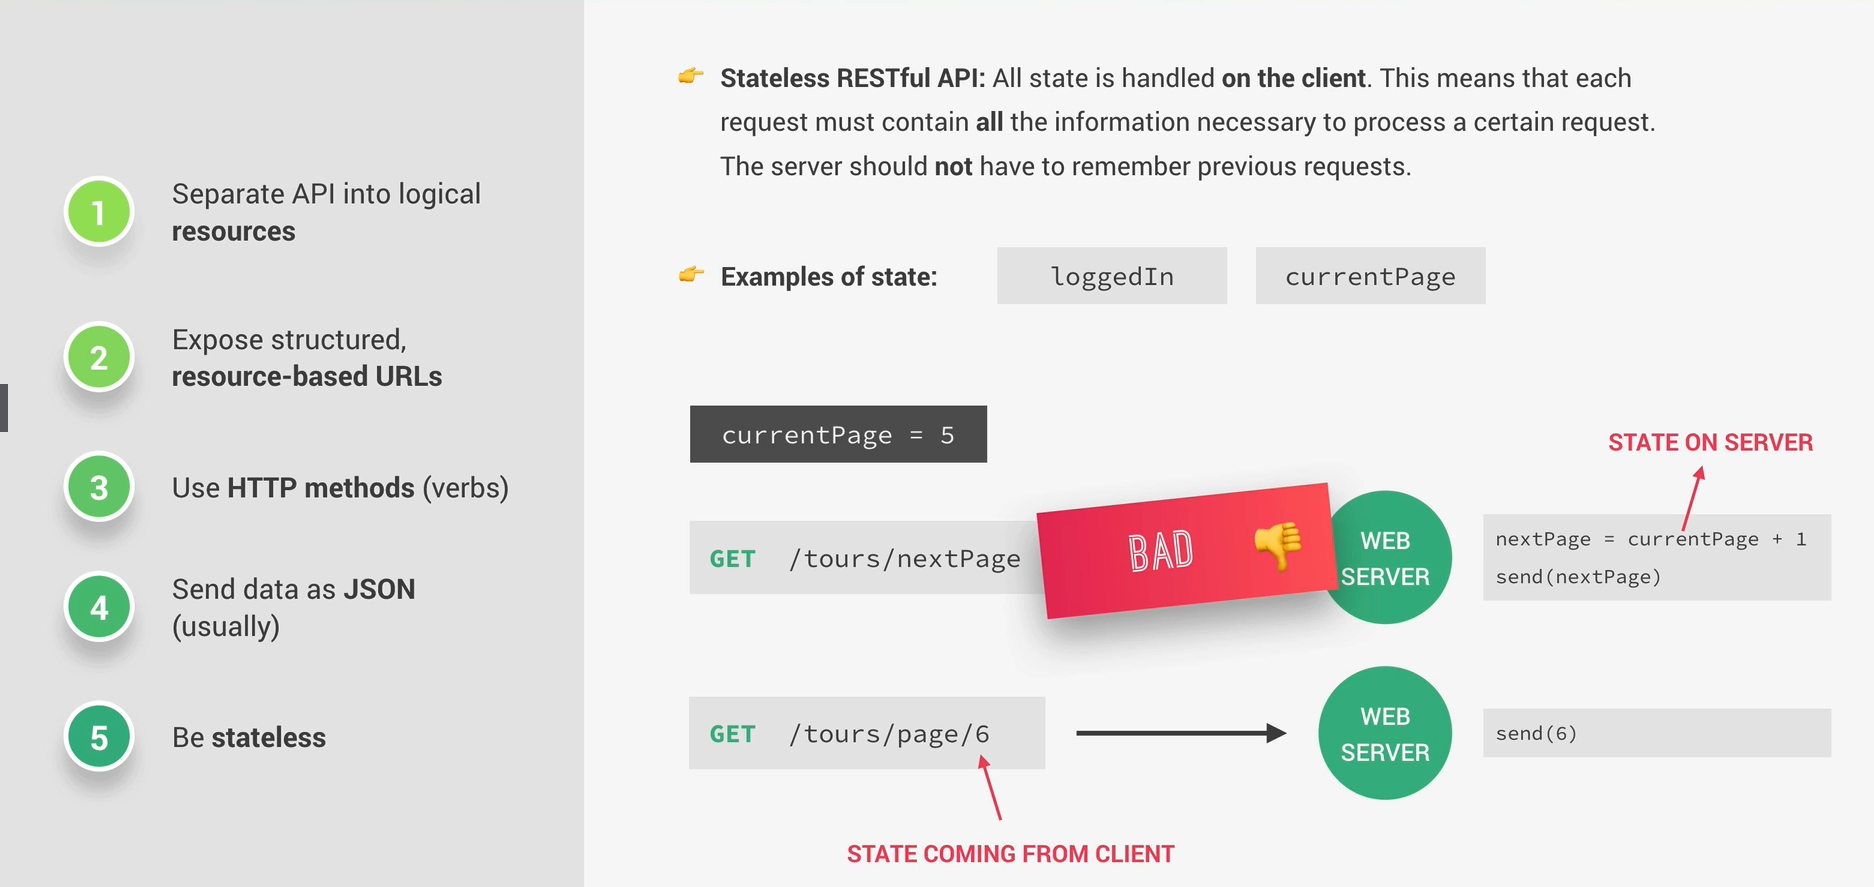 1
Separate API into logical
resources
2
Expose structured,
resource-based URLs
3
Use HTTP methods (verbs)
4
Send data as JSON
(usually)
5
Be stateless
Stateless RESTful API: All state is handled on the client. This means that each
request must contain all the information necessary to process a certain request.
The server should not have to remember previous requests.
Examples of state: loggedIn currentPage
currentPage = 5
STATE ON SERVER
GET /tours/nextPage
BAD
WEB
SERVER
nextPage = currentPage + 1
send(nextPage)
GET /tours/page/6
WEB
SERVER
send(6)
STATE COMING FROM CLIENT